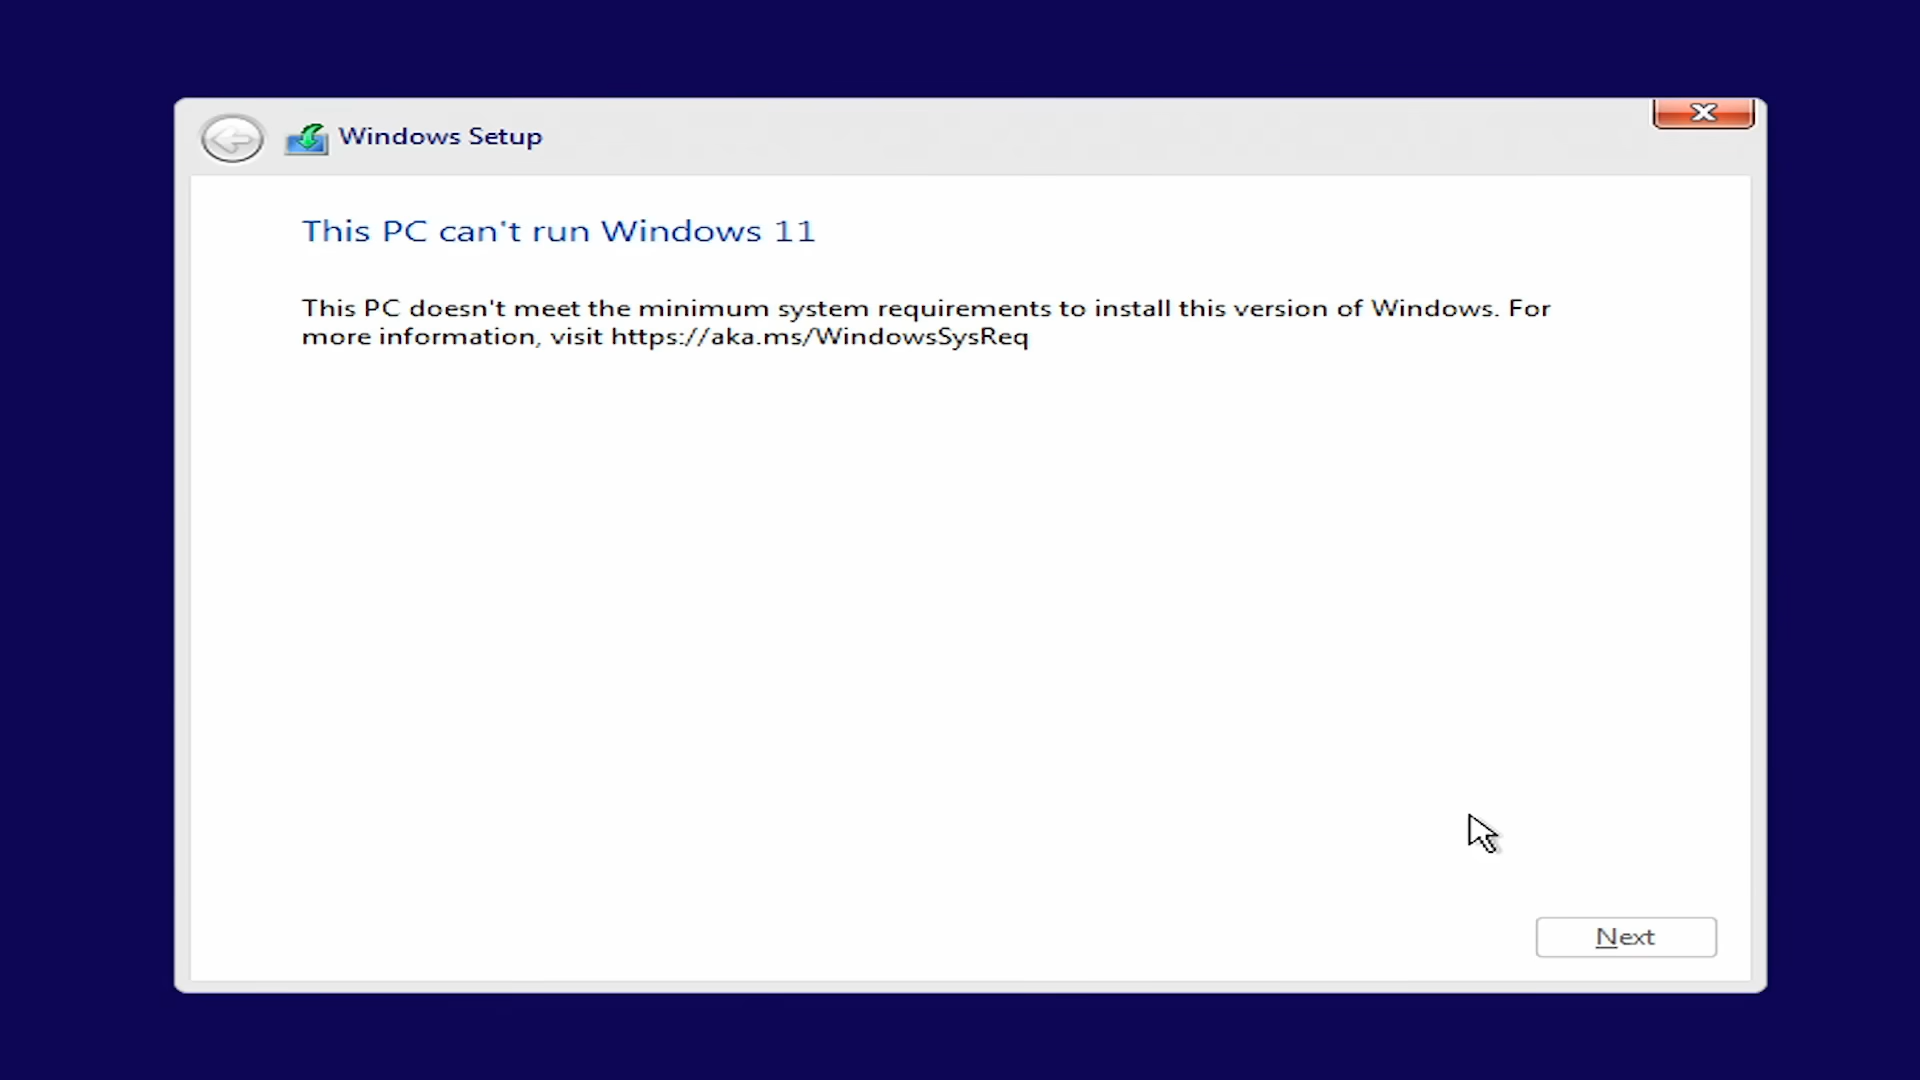 Windows Setup
This PC can't run Windows 11
This PC doesn't meet the minimum system requirements to install this version of Windows. For
more information, visit https://aka.ms/WindowsSysReq
Next